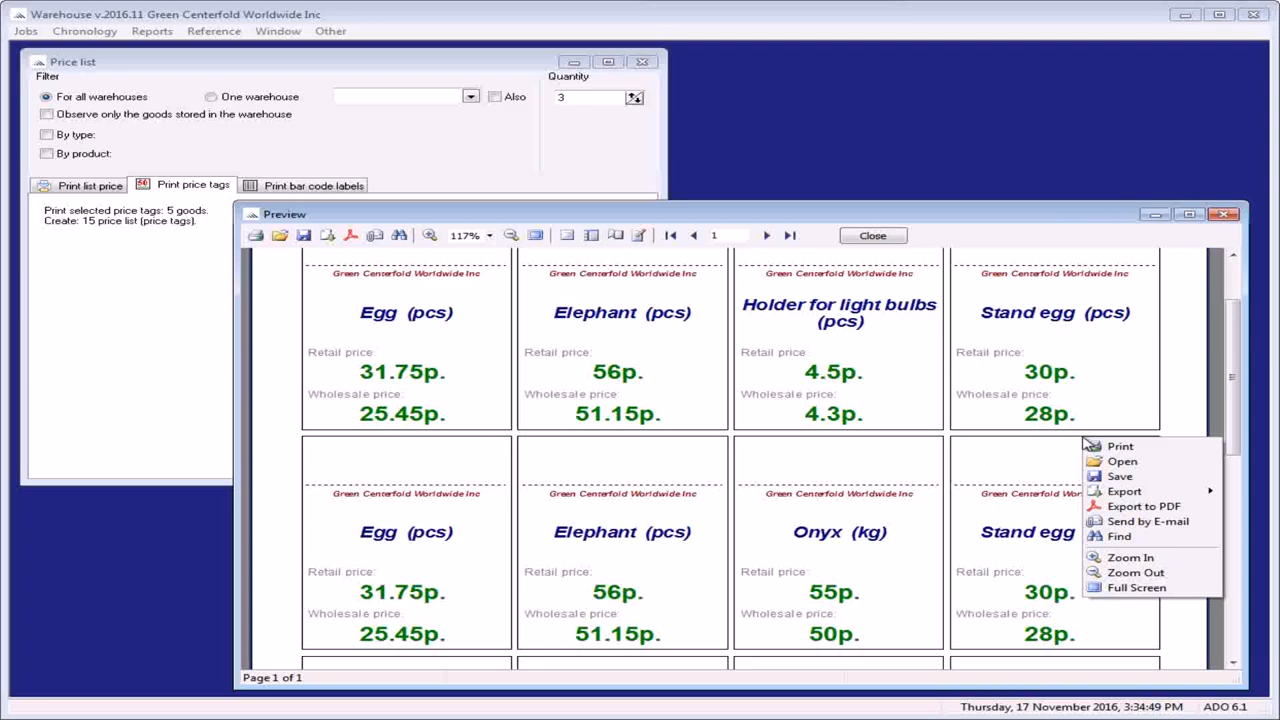 Warehouse v.2016.11 Green Centerfold Worldwide Inc
Jobs Chronology Reports Reference Window Other
Price list
Filter Quantity
For all warehouses One warehouse Also 3
Observe only the goods stored in the warehouse
By type:
By product:
Print list price 50 Print price tags Print bar code labels
Print selected price tags: 5 goods.
Create: 15 price list (price tags).
Preview
117% 1 Close
Green Centerfold Worldwide Inc Green Centerfold Worldwide Inc Green Centerfold Worldwide Inc Green Centerfold Worldwide Inc
Egg (pcs) Elephant (pcs) Holder for light bulbs (pcs) Stand egg (pcs)
Retail price: Retail price: Retail price: Retail price:
31.75p. 56p. 4.5p. 30p.
Wholesale price: Wholesale price: Wholesale price: Wholesale price:
25.45p. 51.15p. 4.3p. 28p.
Green Centerfold Worldwide Inc Green Centerfold Worldwide Inc Green Centerfold Worldwide Inc Green Centerfold
Egg (pcs) Elephant (pcs) Onyx (kg) Stand egg
Retail price: Retail price: Retail price: Retail price:
31.75p. 56p. 55p. 30p.
Wholesale price: Wholesale price: Wholesale price: Wholesale price:
25.45p. 51.15p. 50p. 28p.
Print
Open
Save
Export
Export to PDF
Send by E-mail
Find
Zoom In
Zoom Out
Full Screen
Page 1 of 1
Thursday, 17 November 2016, 3:34:49 PM ADO 6.1